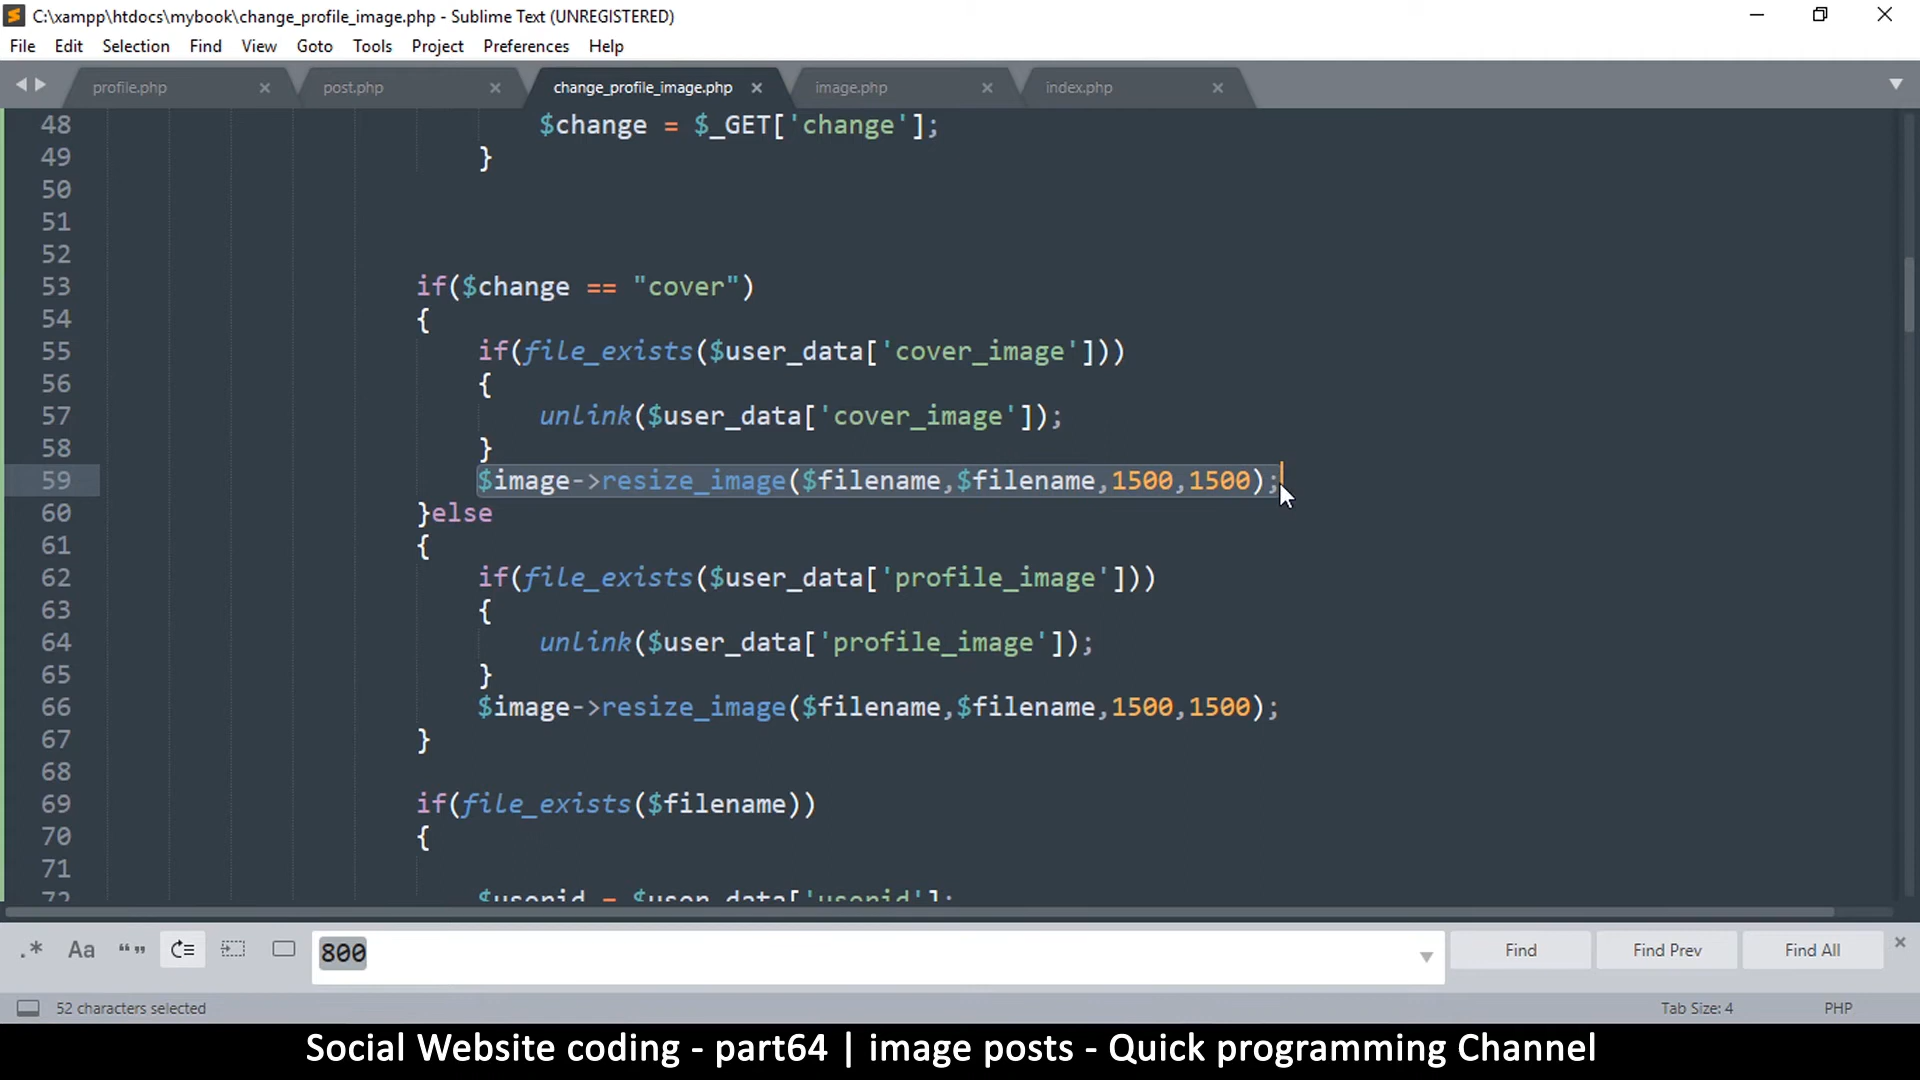 C:\xampp\htdocs\mybook\change_profile_image.php - Sublime Text (UNREGISTERED)
File Edit Selection Find View Goto Tools Project Preferences Help
profile.php × post.php × change_profile_image.php × image.php × index.php ×
48 $change = $_GET['change'];
49 }
50
51
52
53 if($change == "cover")
54 {
55 if(file_exists($user_data['cover_image']))
56 {
57 unlink($user_data['cover_image']);
58 }
59 $image->resize_image($filename,$filename,1500,1500);
60 }else
61 {
62 if(file_exists($user_data['profile_image']))
63 {
64 unlink($user_data['profile_image']);
65 }
66 $image->resize_image($filename,$filename,1500,1500);
67 }
68
69 if(file_exists($filename))
70 {
71
72 $userid = $user_data['userid'];
.* Aa “” 800 Find Find Prev Find All ×
52 characters selected Tab Size: 4 PHP
Social Website coding - part64 | image posts - Quick programming Channel